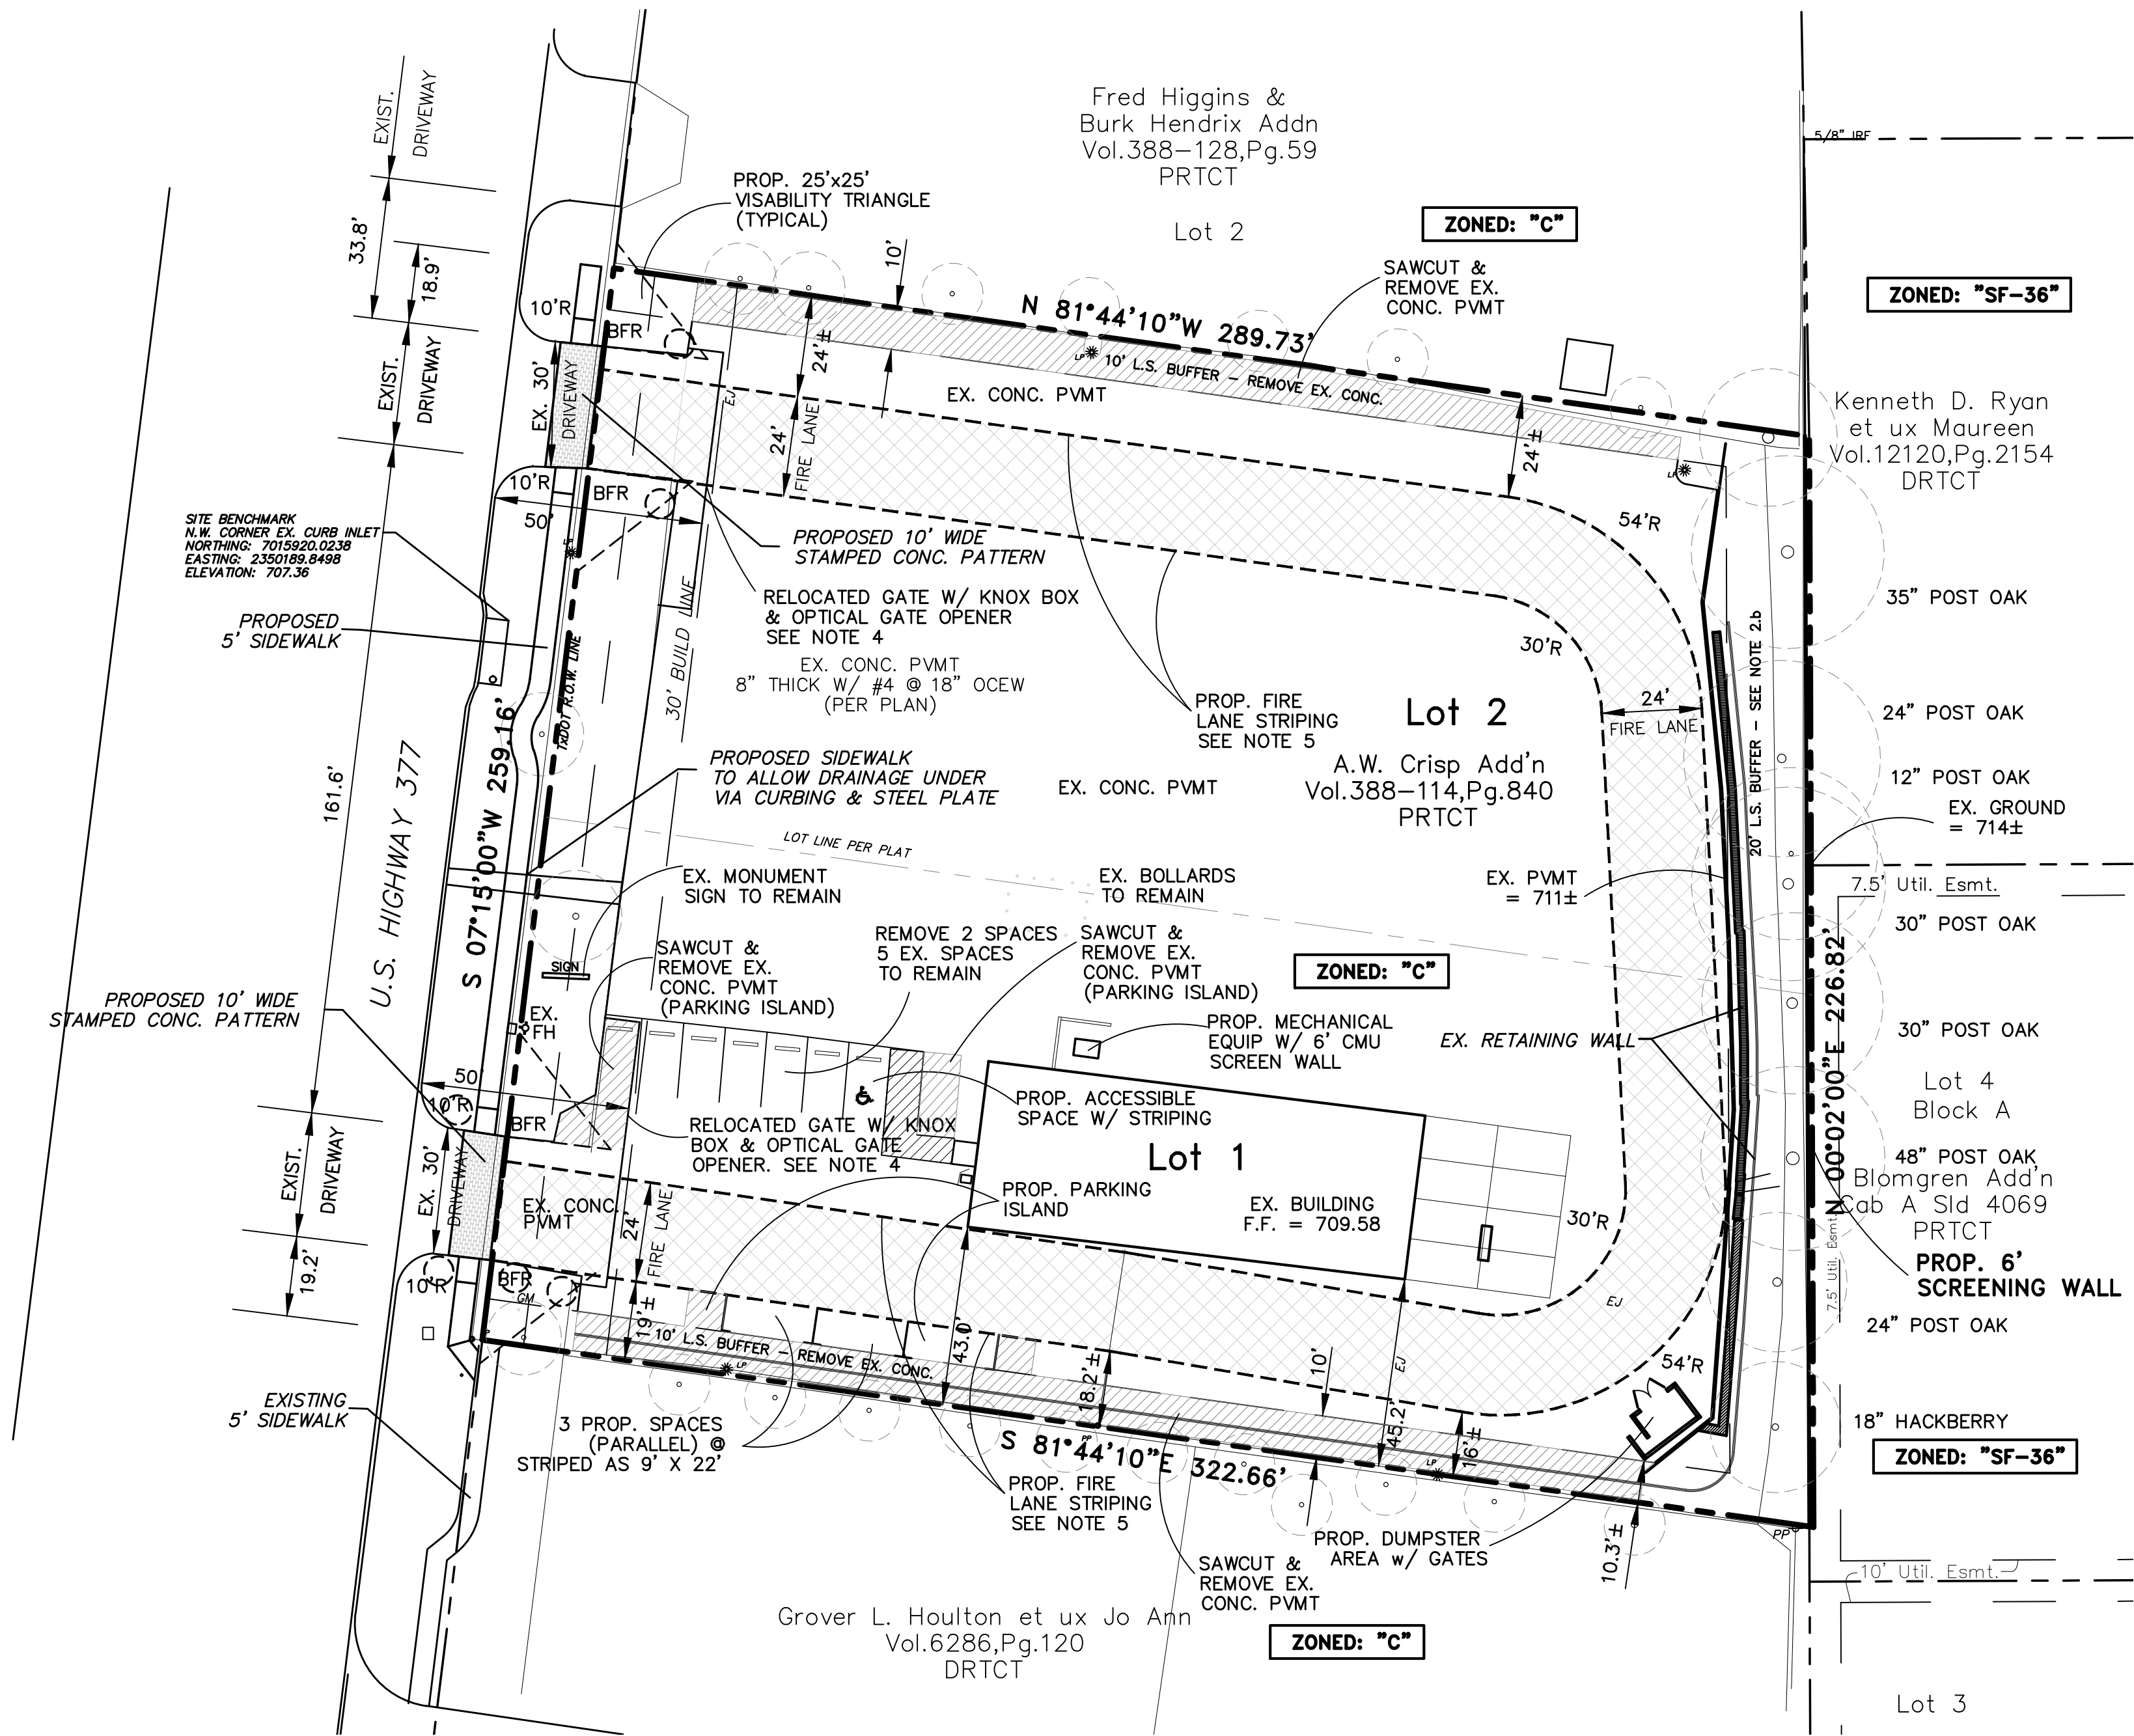 Fred Higgins &
Burk Hendrix Addn
Vol.388-128,Pg.59
PRTCT
Lot 2
ZONED: "C"
ZONED: "SF-36"
5/8" IRF
EXIST.
DRIVEWAY
33.8'
18.9'
EXIST.
DRIVEWAY
PROP. 25'x25'
VISABILITY TRIANGLE
(TYPICAL)
10'
SAWCUT &
REMOVE EX.
CONC. PVMT
N 81°44'10"W 289.73'
10'R
BFR
24'±
LP
10' L.S. BUFFER – REMOVE EX. CONC.
EX. CONC. PVMT
EX. 30'
DRIVEWAY
EJ
24'
FIRE LANE
24'±
LP
Kenneth D. Ryan
et ux Maureen
Vol.12120,Pg.2154
DRTCT
10'R
BFR
50'
54'R
SITE BENCHMARK
N.W. CORNER EX. CURB INLET
NORTHING: 7015920.0238
EASTING: 2350189.8498
ELEVATION: 707.36
PROPOSED 10' WIDE
STAMPED CONC. PATTERN
RELOCATED GATE W/ KNOX BOX
& OPTICAL GATE OPENER
SEE NOTE 4
EX. CONC. PVMT
8" THICK W/ #4 @ 18" OCEW
(PER PLAN)
30'R
35" POST OAK
PROPOSED
5' SIDEWALK
TxDOT R.O.W. LINE
30' BUILD LINE
PROP. FIRE
LANE STRIPING
SEE NOTE 5
Lot 2
A.W. Crisp Add'n
Vol.388-114,Pg.840
PRTCT
24'
FIRE LANE
20' L.S. BUFFER – SEE NOTE 2.b
24" POST OAK
12" POST OAK
EX. GROUND
= 714±
161.6'
U.S. HIGHWAY 377
S 07°15'00"W 259.16'
PROPOSED SIDEWALK
TO ALLOW DRAINAGE UNDER
VIA CURBING & STEEL PLATE
EX. CONC. PVMT
LOT LINE PER PLAT
EX. MONUMENT
SIGN TO REMAIN
EX. BOLLARDS
TO REMAIN
EX. PVMT
= 711±
7.5' Util. Esmt.
30" POST OAK
SIGN
SAWCUT &
REMOVE EX.
CONC. PVMT
(PARKING ISLAND)
REMOVE 2 SPACES
5 EX. SPACES
TO REMAIN
SAWCUT &
REMOVE EX.
CONC. PVMT
(PARKING ISLAND)
ZONED: "C"
PROPOSED 10' WIDE
STAMPED CONC. PATTERN
EX.
FH
PROP. MECHANICAL
EQUIP W/ 6' CMU
SCREEN WALL
EX. RETAINING WALL
30" POST OAK
N 00°02'00"E 226.82'
Lot 4
Block A
50'
10'R
BFR
PROP. ACCESSIBLE
SPACE W/ STRIPING
RELOCATED GATE W/ KNOX
BOX & OPTICAL GATE
OPENER. SEE NOTE 4
Lot 1
48" POST OAK
Blomgren Add'n
Cab A Sld 4069
PRTCT
EXIST.
DRIVEWAY
EX. 30'
DRIVEWAY
EX. CONC.
PVMT
24'
FIRE LANE
PROP. PARKING
ISLAND
EX. BUILDING
F.F. = 709.58
30'R
7.5' Util. Esmt.
PROP. 6'
SCREENING WALL
19.2'
10'R
BFR
GM
EJ
24" POST OAK
19'±
10' L.S. BUFFER – REMOVE EX. CONC.
LP
43.0'
18.2'±
10'
EJ
54'R
EXISTING
5' SIDEWALK
3 PROP. SPACES
(PARALLEL) @
STRIPED AS 9' X 22'
45.2'
16'±
LP
18" HACKBERRY
ZONED: "SF-36"
PP
S 81°44'10"E 322.66'
PROP. FIRE
LANE STRIPING
SEE NOTE 5
PROP. DUMPSTER
AREA w/ GATES
10.3'±
PP
SAWCUT &
REMOVE EX.
CONC. PVMT
10' Util. Esmt.
Grover L. Houlton et ux Jo Ann
Vol.6286,Pg.120
DRTCT
ZONED: "C"
Lot 3